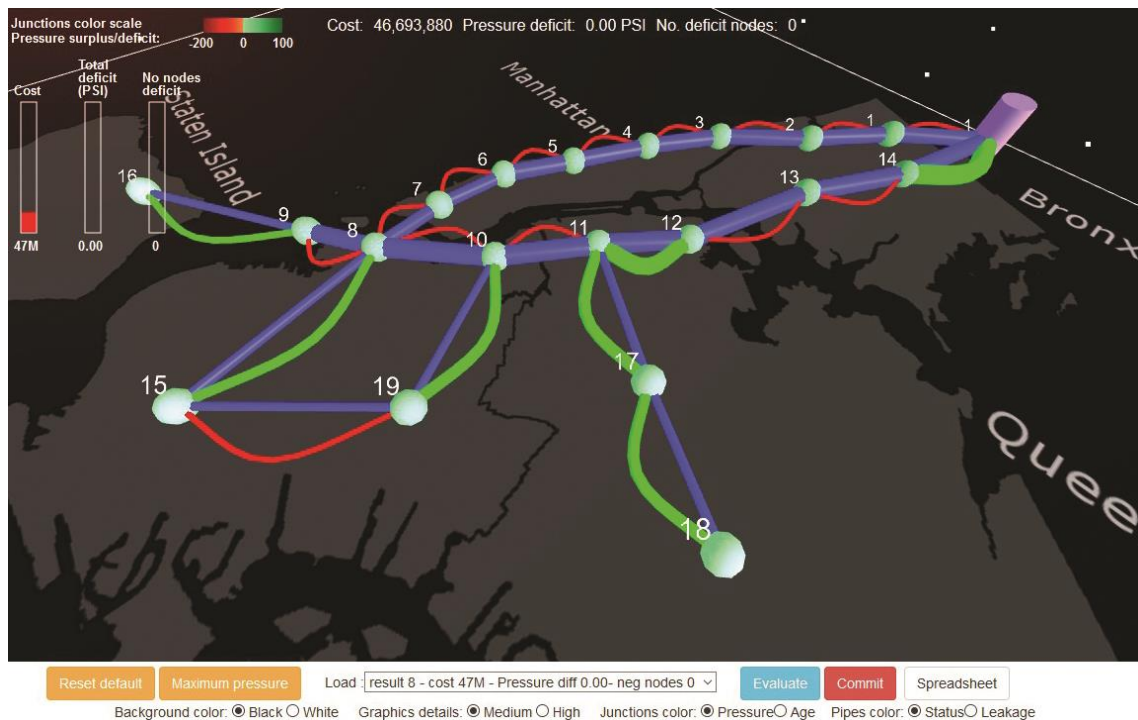 Junctions color scale
Pressure surplus/deficit:
-200 0 100
Cost: 46,693,880 Pressure deficit: 0.00 PSI No. deficit nodes: 0
Cost
Total deficit (PSI)
No nodes deficit
47M
0.00
0
Staten Island
Manhattan
Bronx
Quee
16
9
8
7
6
5
4
3
2
1
1
14
13
12
11
10
15
19
17
18
Reset default
Maximum pressure
Load : result 8 - cost 47M - Pressure diff 0.00- neg nodes 0
Evaluate
Commit
Spreadsheet
Background color: Black White Graphics details: Medium High Junctions color: Pressure Age Pipes color: Status Leakage